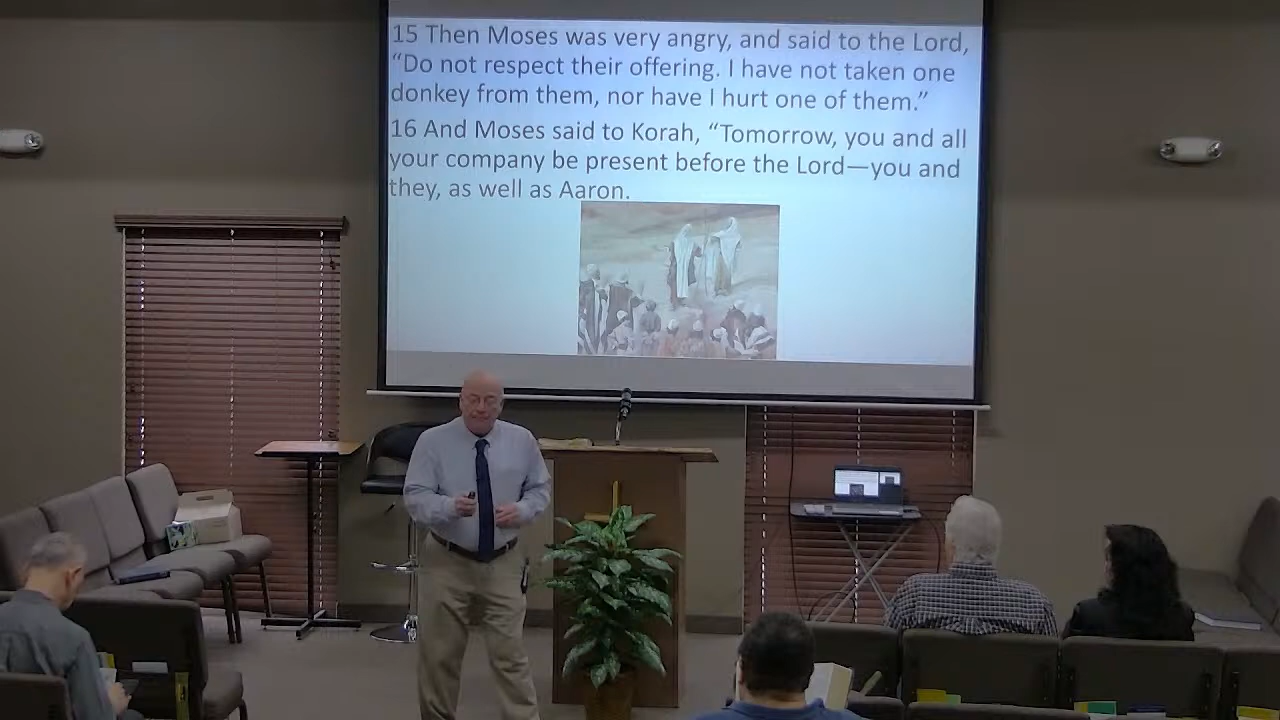 15 Then Moses was very angry, and said to the Lord,
“Do not respect their offering. I have not taken one
donkey from them, nor have I hurt one of them.”
16 And Moses said to Korah, “Tomorrow, you and all
your company be present before the Lord—you and
they, as well as Aaron.